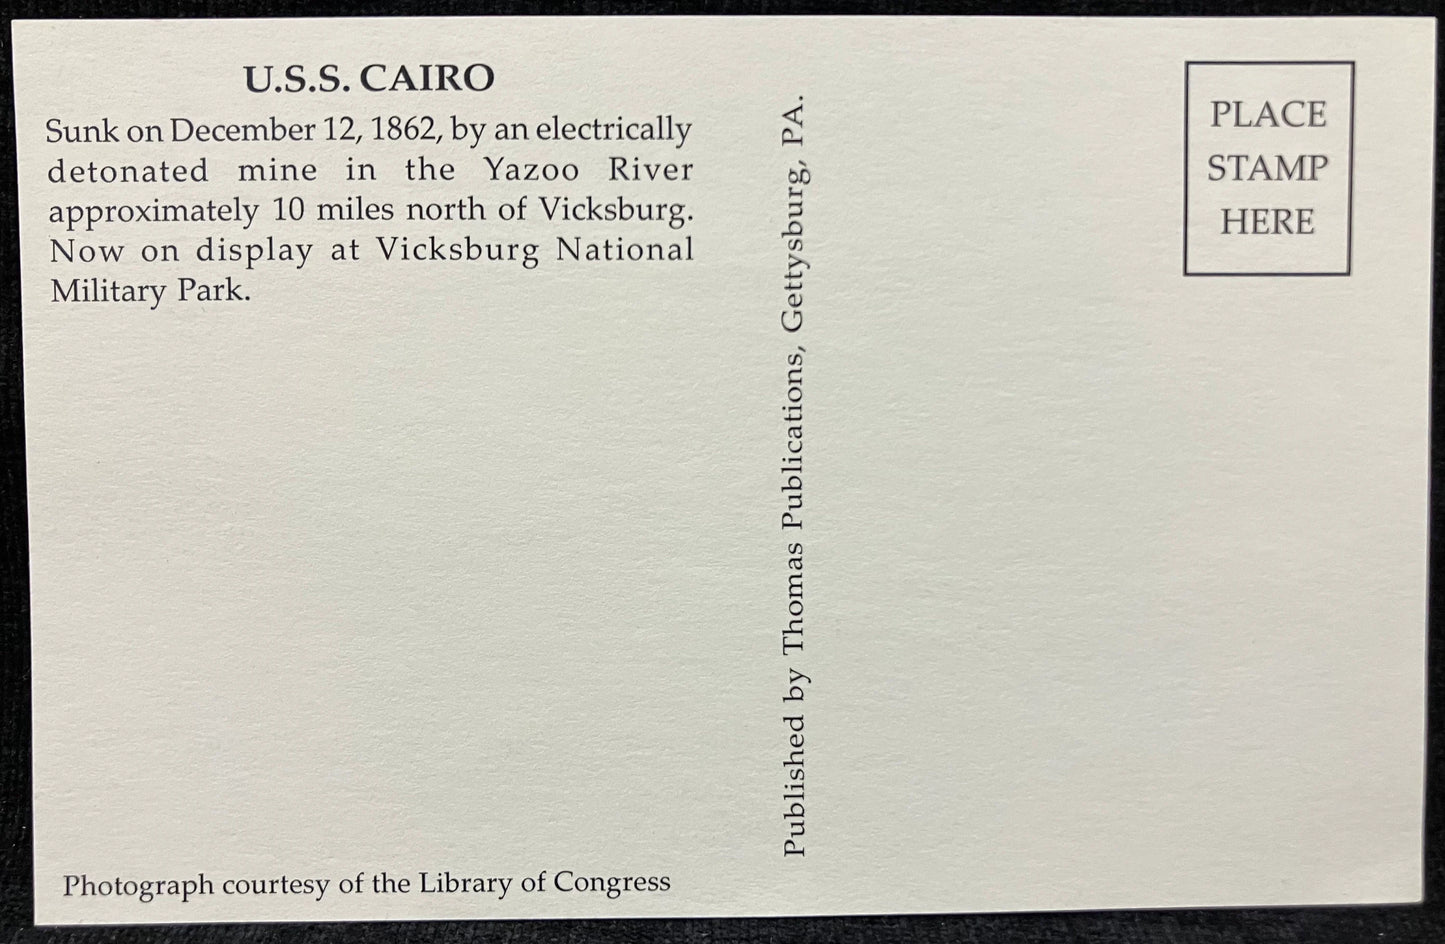 U.S.S. CAIRO
Sunk on December 12, 1862, by an electrically
detonated mine in the Yazoo River
approximately 10 miles north of Vicksburg.
Now on display at Vicksburg National
Military Park.
Photograph courtesy of the Library of Congress
Published by Thomas Publications, Gettysburg, PA.
PLACE
STAMP
HERE